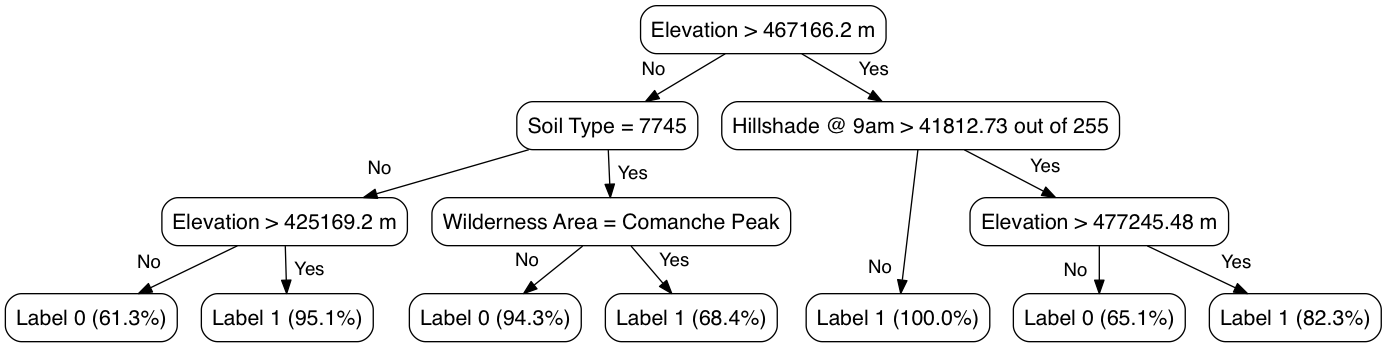 Elevation > 467166.2 m
No
Yes
Soil Type = 7745
Hillshade @ 9am > 41812.73 out of 255
No
Yes
Yes
Elevation > 425169.2 m
Wilderness Area = Comanche Peak
Elevation > 477245.48 m
No
Yes
No
Yes
No
No
Yes
Label 0 (61.3%)
Label 1 (95.1%)
Label 0 (94.3%)
Label 1 (68.4%)
Label 1 (100.0%)
Label 0 (65.1%)
Label 1 (82.3%)